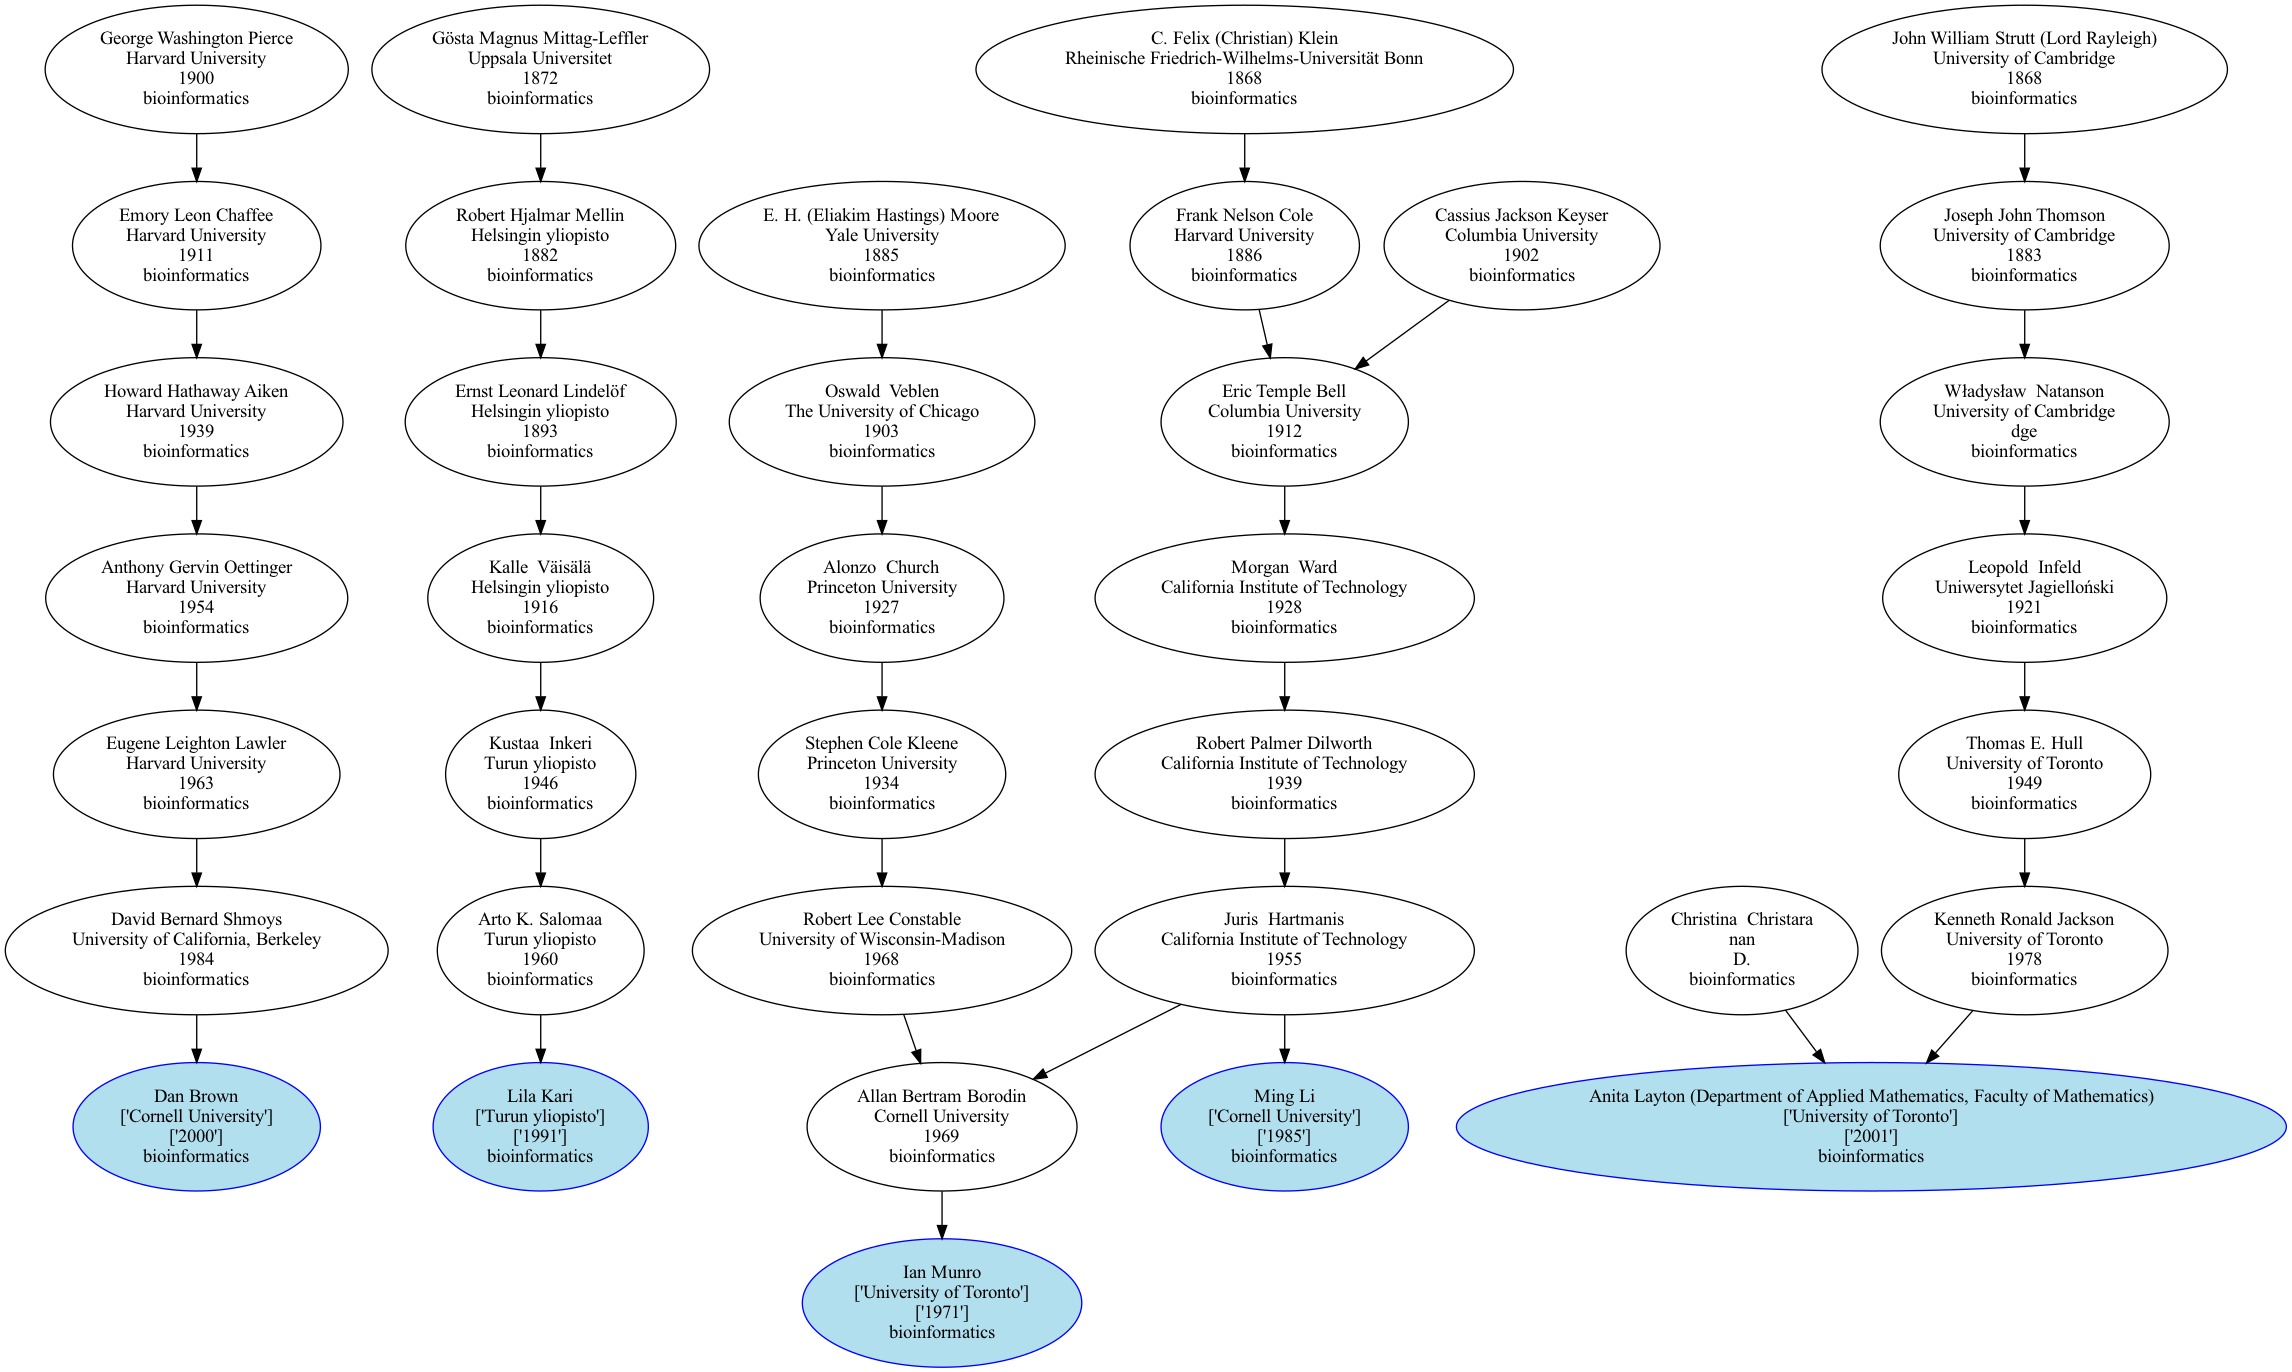 George Washington Pierce
Harvard University
1900
bioinformatics
Gösta Magnus Mittag-Leffler
Uppsala Universitet
1872
bioinformatics
C. Felix (Christian) Klein
Rheinische Friedrich-Wilhelms-Universität Bonn
1868
bioinformatics
John William Strutt (Lord Rayleigh)
University of Cambridge
1868
bioinformatics
Emory Leon Chaffee
Harvard University
1911
bioinformatics
Robert Hjalmar Mellin
Helsingin yliopisto
1882
bioinformatics
E. H. (Eliakim Hastings) Moore
Yale University
1885
bioinformatics
Frank Nelson Cole
Harvard University
1886
bioinformatics
Cassius Jackson Keyser
Columbia University
1902
bioinformatics
Joseph John Thomson
University of Cambridge
1883
bioinformatics
Howard Hathaway Aiken
Harvard University
1939
bioinformatics
Ernst Leonard Lindelöf
Helsingin yliopisto
1893
bioinformatics
Oswald  Veblen
The University of Chicago
1903
bioinformatics
Eric Temple Bell
Columbia University
1912
bioinformatics
Władysław  Natanson
University of Cambridge
dge
bioinformatics
Anthony Gervin Oettinger
Harvard University
1954
bioinformatics
Kalle  Väisälä
Helsingin yliopisto
1916
bioinformatics
Alonzo  Church
Princeton University
1927
bioinformatics
Morgan  Ward
California Institute of Technology
1928
bioinformatics
Leopold  Infeld
Uniwersytet Jagielloński
1921
bioinformatics
Eugene Leighton Lawler
Harvard University
1963
bioinformatics
Kustaa  Inkeri
Turun yliopisto
1946
bioinformatics
Stephen Cole Kleene
Princeton University
1934
bioinformatics
Robert Palmer Dilworth
California Institute of Technology
1939
bioinformatics
Thomas E. Hull
University of Toronto
1949
bioinformatics
David Bernard Shmoys
University of California, Berkeley
1984
bioinformatics
Arto K. Salomaa
Turun yliopisto
1960
bioinformatics
Robert Lee Constable
University of Wisconsin-Madison
1968
bioinformatics
Juris  Hartmanis
California Institute of Technology
1955
bioinformatics
Christina  Christara
nan
D.
bioinformatics
Kenneth Ronald Jackson
University of Toronto
1978
bioinformatics
Dan Brown
['Cornell University']
['2000']
bioinformatics
Lila Kari
['Turun yliopisto']
['1991']
bioinformatics
Allan Bertram Borodin
Cornell University
1969
bioinformatics
Ming Li
['Cornell University']
['1985']
bioinformatics
Anita Layton (Department of Applied Mathematics, Faculty of Mathematics)
['University of Toronto']
['2001']
bioinformatics
Ian Munro
['University of Toronto']
['1971']
bioinformatics